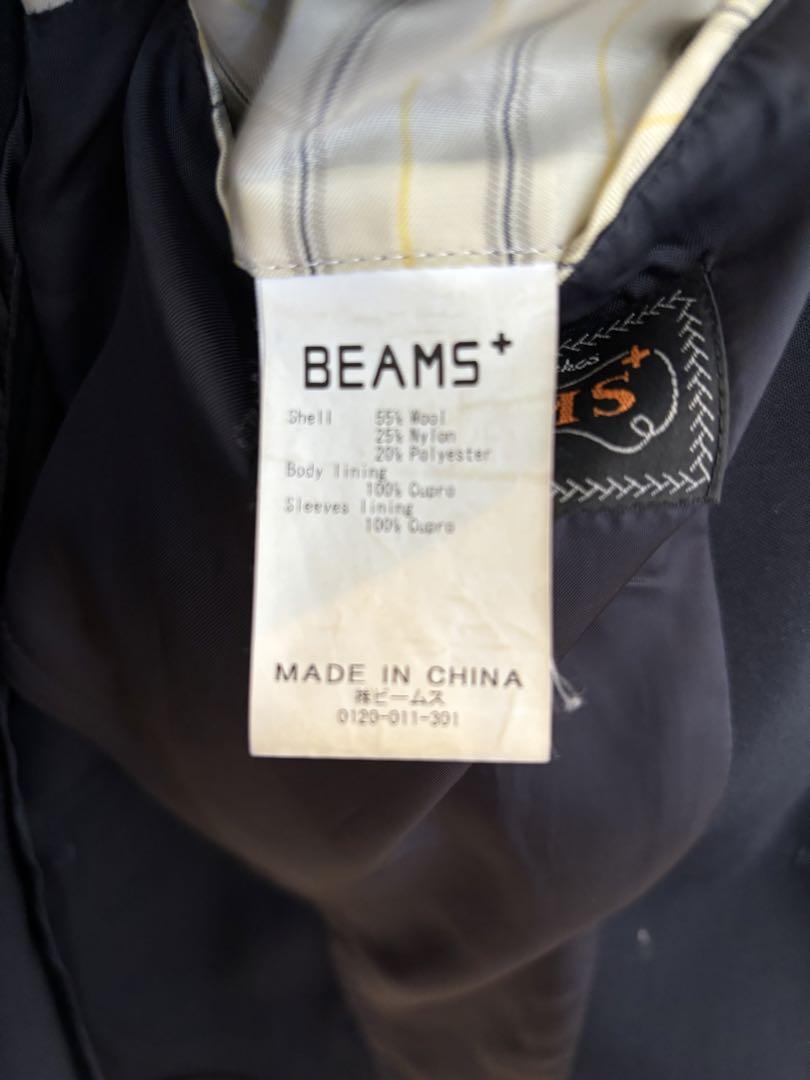 BEAMS+
Shell 55% Wool
25% Nylon
20% Polyester
Body lining
100% Cupro
Sleeves lining
100% Cupro
MADE IN CHINA
㈱ビームス
0120-011-301
MS+